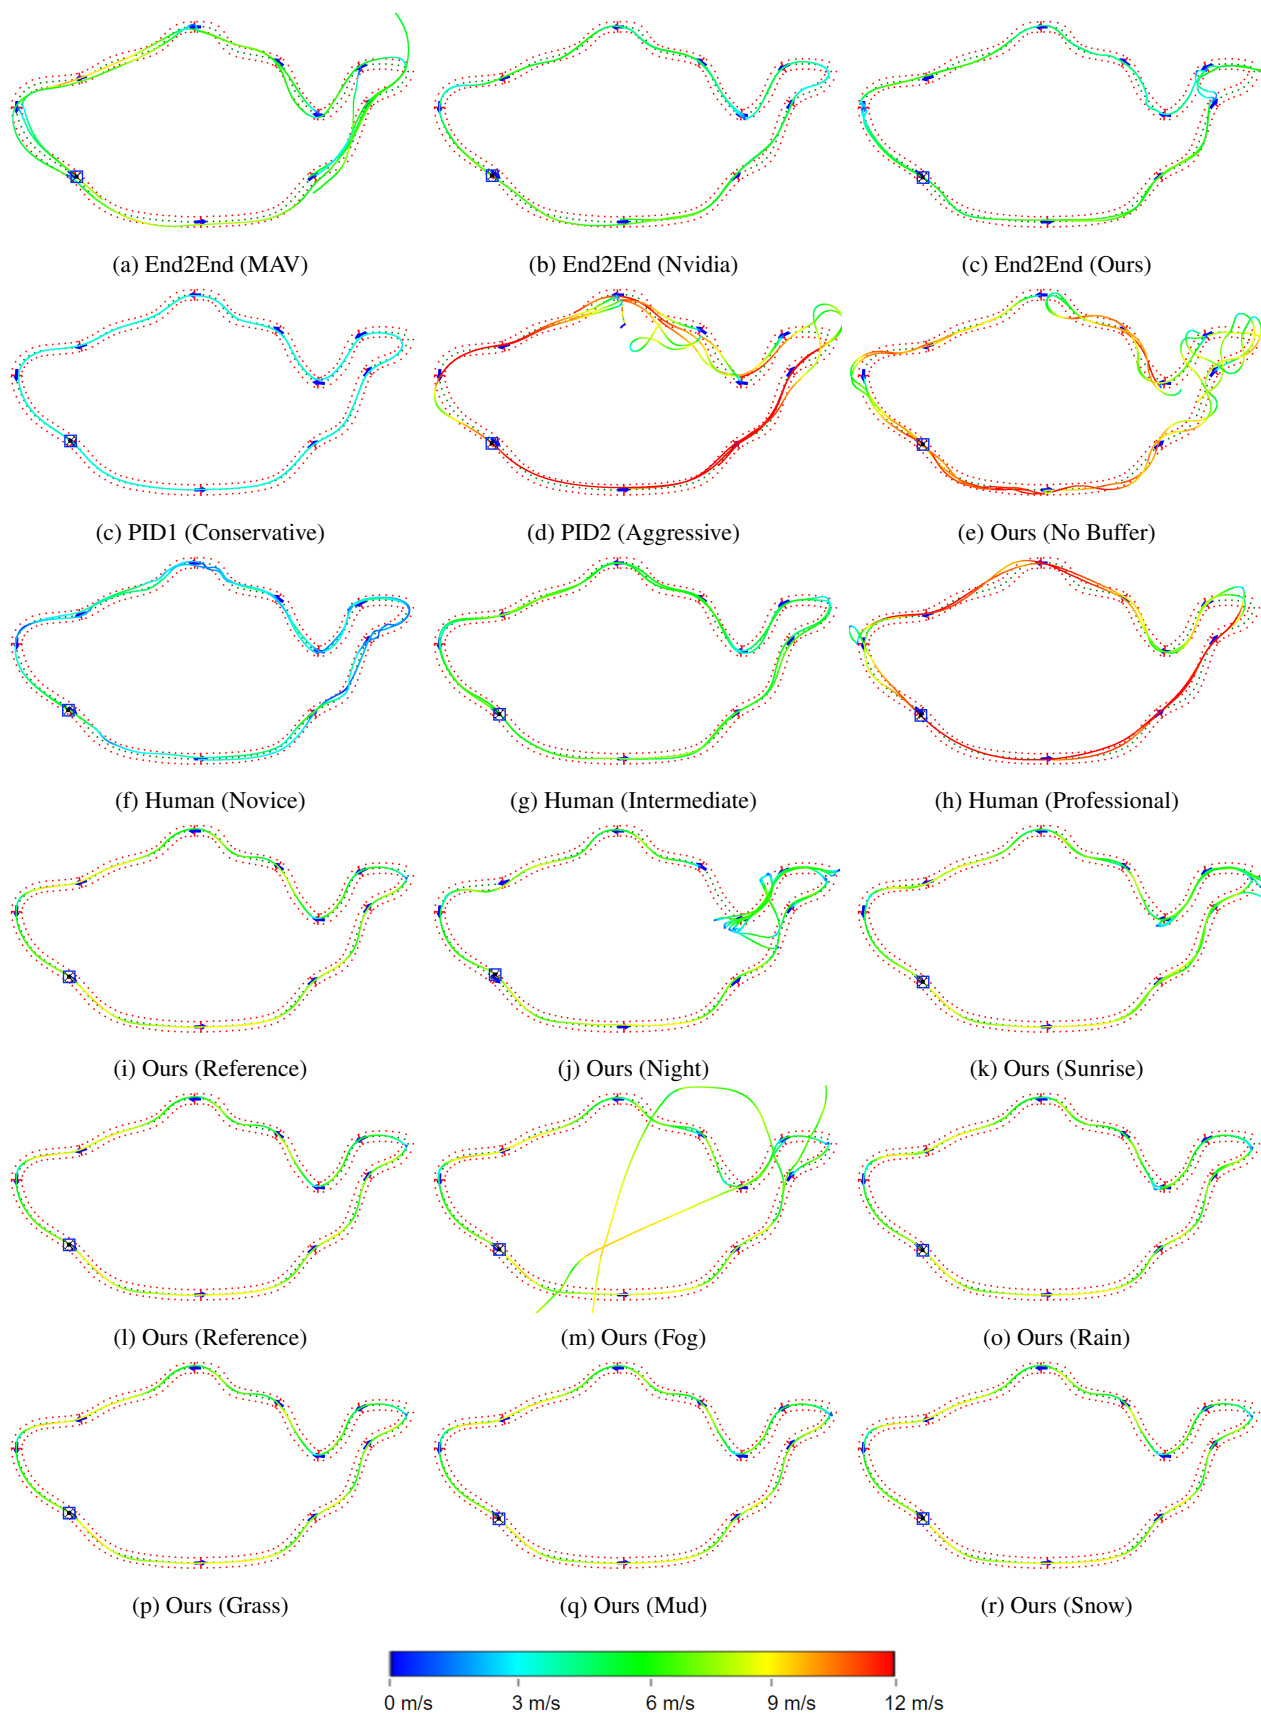 (a) End2End (MAV)
(b) End2End (Nvidia)
(c) End2End (Ours)
(c) PID1 (Conservative)
(d) PID2 (Aggressive)
(e) Ours (No Buffer)
(f) Human (Novice)
(g) Human (Intermediate)
(h) Human (Professional)
(i) Ours (Reference)
(j) Ours (Night)
(k) Ours (Sunrise)
(l) Ours (Reference)
(m) Ours (Fog)
(o) Ours (Rain)
(p) Ours (Grass)
(q) Ours (Mud)
(r) Ours (Snow)
0 m/s 3 m/s 6 m/s 9 m/s 12 m/s